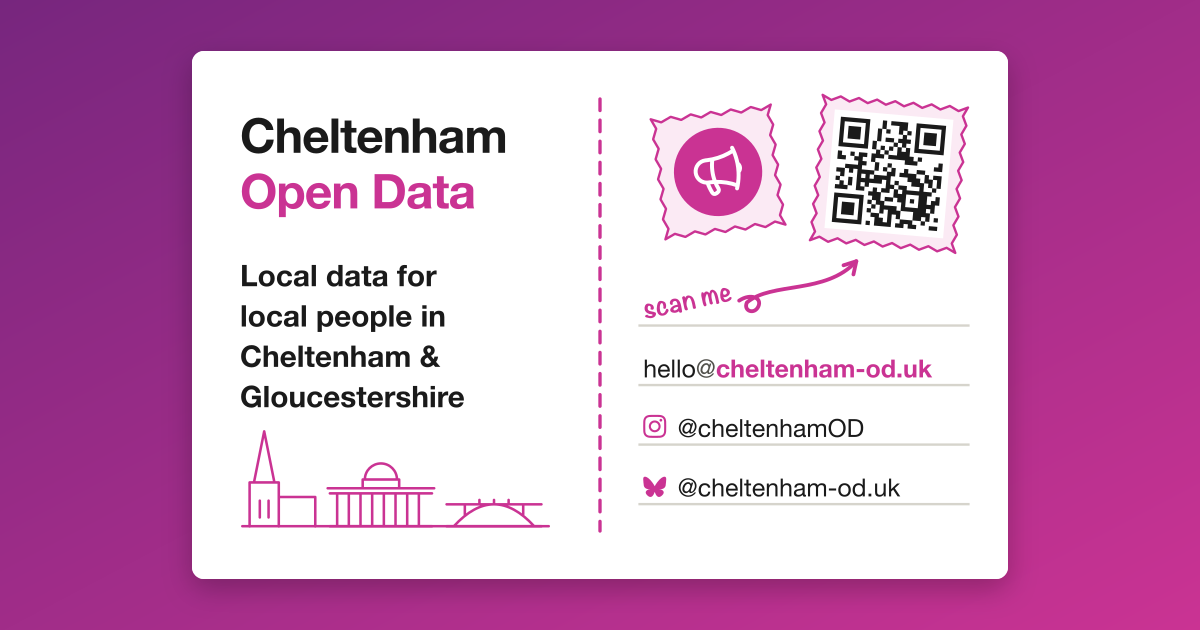 Cheltenham
Open Data
Local data for
local people in
Cheltenham &
Gloucestershire
scan me
hello@cheltenham-od.uk
@cheltenhamOD
@cheltenham-od.uk